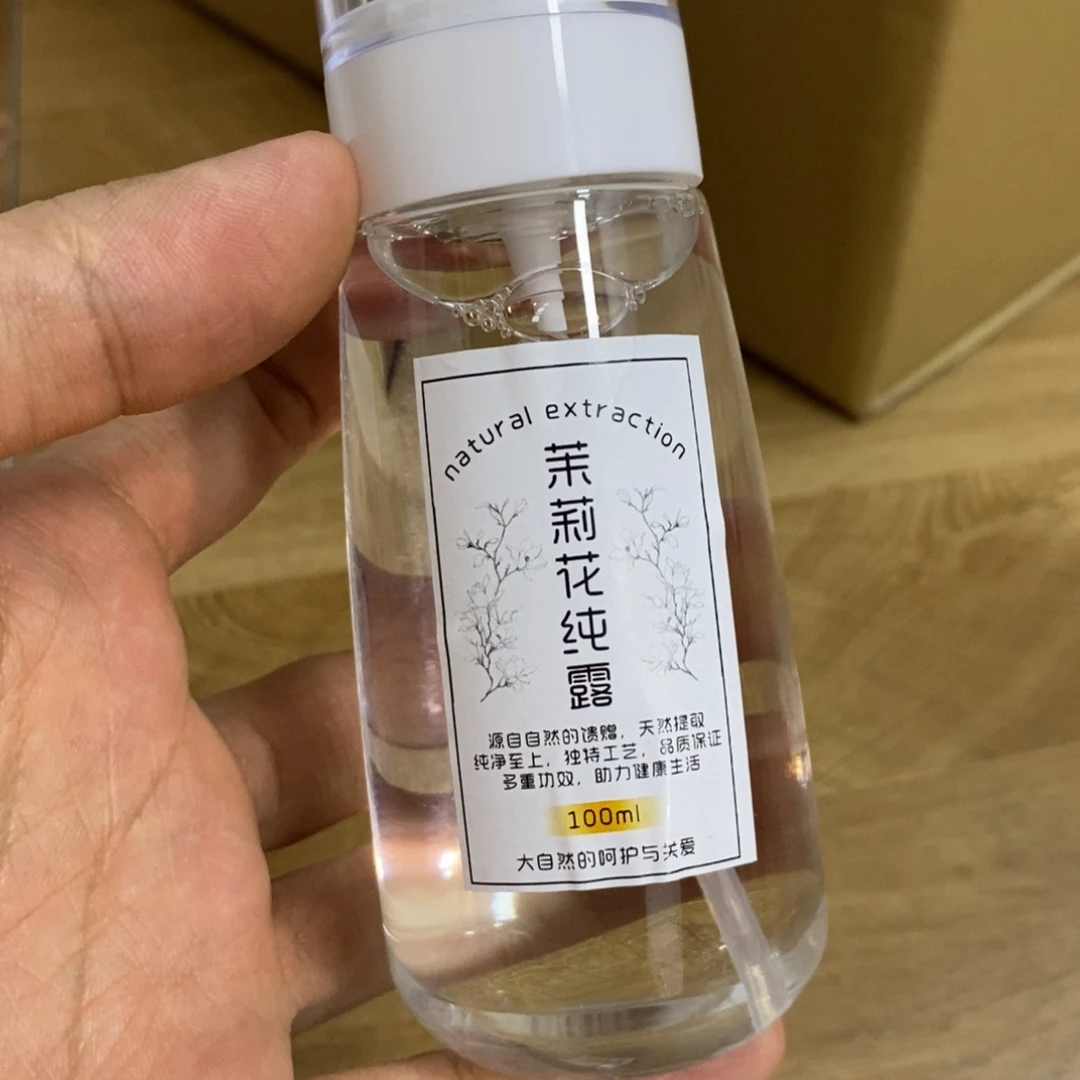 natural extraction
茉莉花纯露
源自自然的馈赠，天然提取
纯净至上，独特工艺，品质保证
多重功效，助力健康生活
100ml
大自然的呵护与关爱